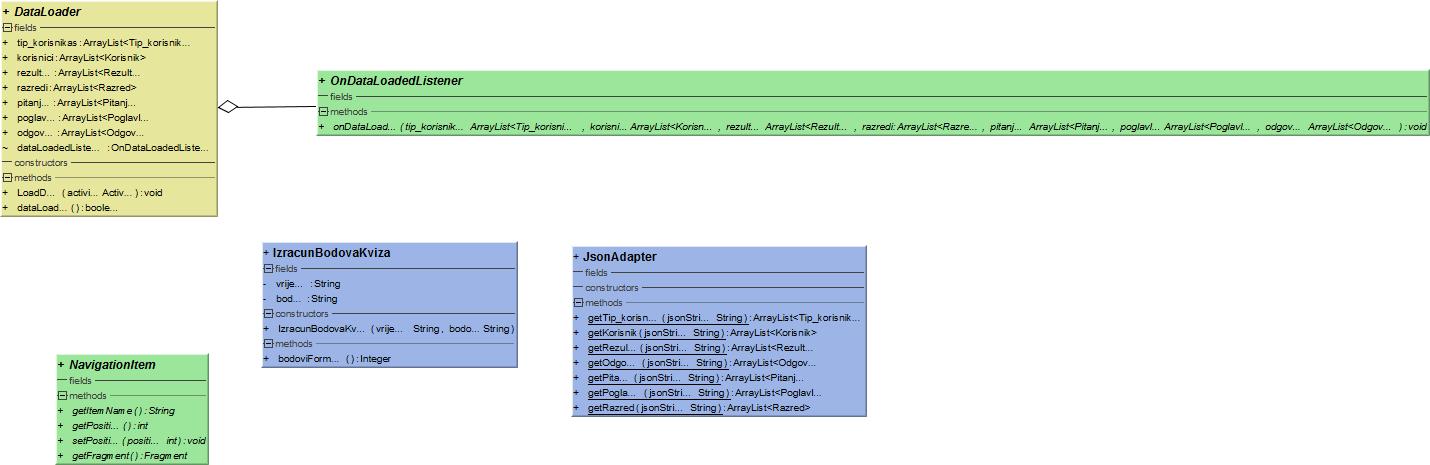 + DataLoader
fields
+ tip_korisnikas : ArrayList<Tip_korisnik...
+ korisnici : ArrayList<Korisnik>
+ rezult... : ArrayList<Rezult...
+ razredi : ArrayList<Razred>
+ pitanj... : ArrayList<Pitanj...
+ poglav... : ArrayList<Poglavl...
+ odgov... : ArrayList<Odgov...
~ dataLoadedListe... : OnDataLoadedListe...
constructors
methods
+ LoadD... ( activi... Activ... ) : void
+ dataLoad... ( ) : boole...
+ OnDataLoadedListener
fields
methods
+ onDataLoad... ( tip_korisnik... ArrayList<Tip_korisni... , korisni... ArrayList<Korisn... , rezult... ArrayList<Rezult... , razredi: ArrayList<Razre... , pitanj... ArrayList<Pitanj... , poglavl... ArrayList<Poglavl... , odgov... ArrayList<Odgov... ) : void
+ IzracunBodovaKviza
fields
- vrije... : String
- bod... : String
constructors
+ IzracunBodovaKv... ( vrije... String , bodo... String )
methods
+ bodoviForm... ( ) : Integer
+ JsonAdapter
fields
constructors
methods
+ getTip_korisn... ( jsonStri... String ) : ArrayList<Tip_korisnik...
+ getKorisnik ( jsonStri... String ) : ArrayList<Korisnik>
+ getRezul... ( jsonStri... String ) : ArrayList<Rezult...
+ getOdgo... ( jsonStri... String ) : ArrayList<Odgov...
+ getPita... ( jsonStri... String ) : ArrayList<Pitanj...
+ getPogla... ( jsonStri... String ) : ArrayList<Poglavl...
+ getRazred ( jsonStri... String ) : ArrayList<Razred>
+ NavigationItem
fields
methods
+ getItemName ( ) : String
+ getPositi... ( ) : int
+ setPositi... ( positi... int ) : void
+ getFragment ( ) : Fragment